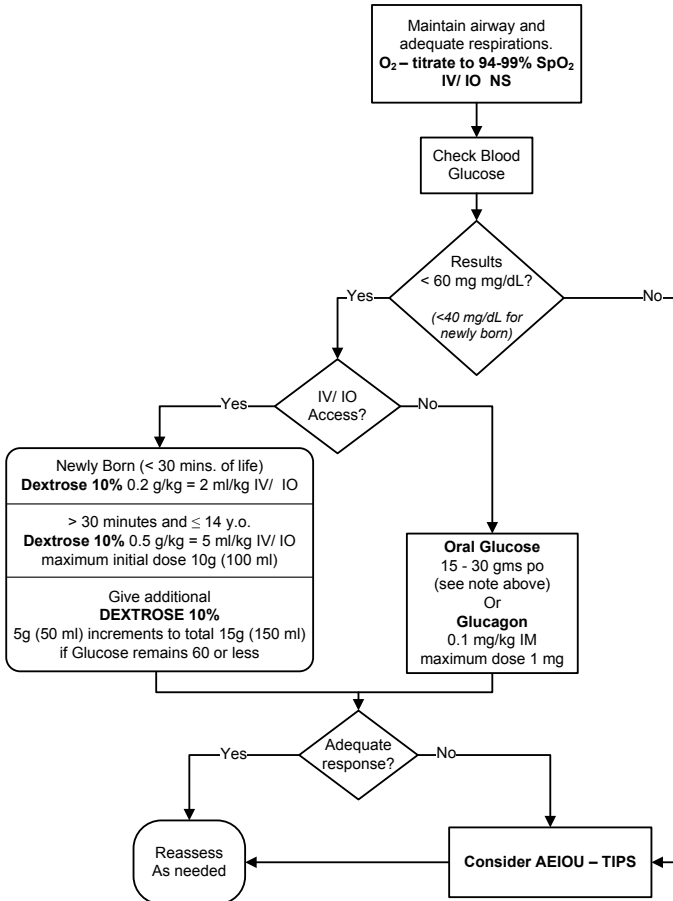 Maintain airway and
adequate respirations.
O₂ – titrate to 94-99% SpO₂
IV/ IO NS
Check Blood
Glucose
Results
< 60 mg mg/dL?
(<40 mg/dL for
newly born)
Yes
No
IV/ IO
Access?
Yes
No
Newly Born (< 30 mins. of life)
Dextrose 10% 0.2 g/kg = 2 ml/kg IV/ IO
> 30 minutes and ≤ 14 y.o.
Dextrose 10% 0.5 g/kg = 5 ml/kg IV/ IO
maximum initial dose 10g (100 ml)
Give additional
DEXTROSE 10%
5g (50 ml) increments to total 15g (150 ml)
if Glucose remains 60 or less
Oral Glucose
15 - 30 gms po
(see note above)
Or
Glucagon
0.1 mg/kg IM
maximum dose 1 mg
Adequate
response?
Yes
No
Reassess
As needed
Consider AEIOU – TIPS